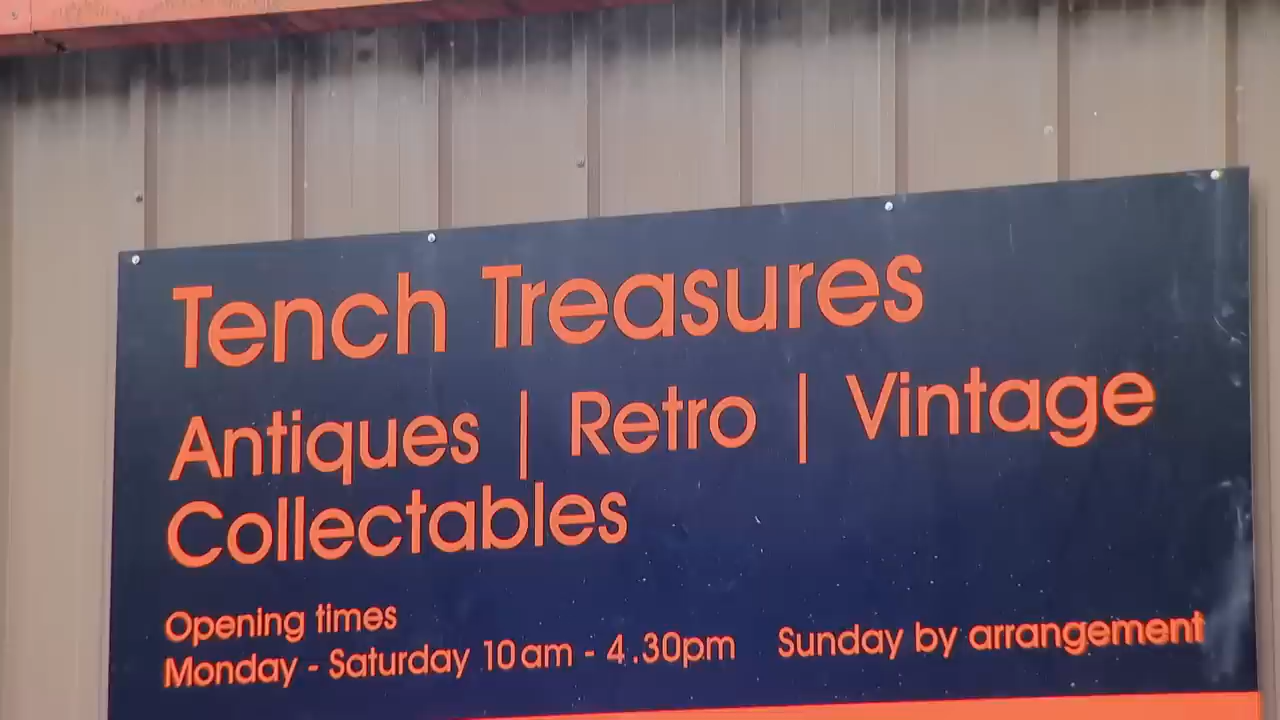 Tench Treasures
Antiques | Retro | Vintage
Collectables
Opening times
Monday - Saturday 10am - 4.30pm Sunday by arrangement